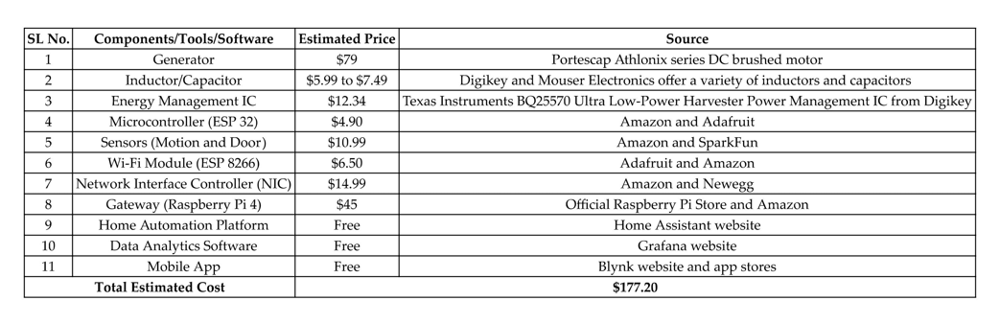 SL No. Components/Tools/Software Estimated Price Source
1 Generator $79 Portescap Athlonix series DC brushed motor
2 Inductor/Capacitor $5.99 to $7.49 Digikey and Mouser Electronics offer a variety of inductors and capacitors
3 Energy Management IC $12.34 Texas Instruments BQ25570 Ultra Low-Power Harvester Power Management IC from Digikey
4 Microcontroller (ESP 32) $4.90 Amazon and Adafruit
5 Sensors (Motion and Door) $10.99 Amazon and SparkFun
6 Wi-Fi Module (ESP 8266) $6.50 Adafruit and Amazon
7 Network Interface Controller (NIC) $14.99 Amazon and Newegg
8 Gateway (Raspberry Pi 4) $45 Official Raspberry Pi Store and Amazon
9 Home Automation Platform Free Home Assistant website
10 Data Analytics Software Free Grafana website
11 Mobile App Free Blynk website and app stores
Total Estimated Cost $177.20